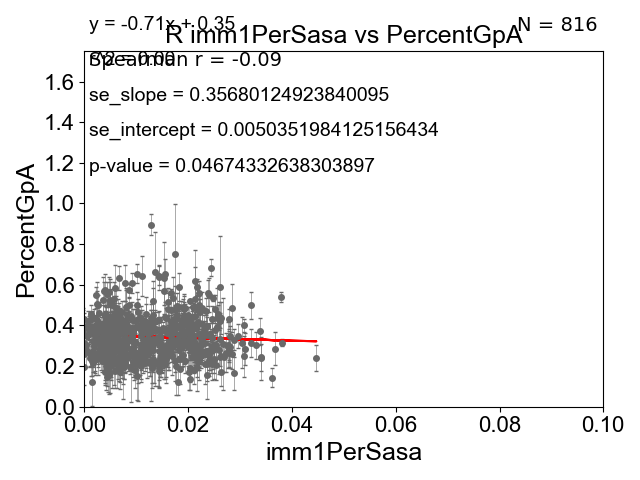 y = -0.71x + 0.35
N = 816
R imm1PerSasa vs PercentGpA
Spearman r = -0.09
se_slope = 0.35680124923840095
se_intercept = 0.0050351984125156434
p-value = 0.04674332638303897
PercentGpA
1.6
1.4
1.2
1.0
0.8
0.6
0.4
0.2
0.0
0.00 0.02 0.04 0.06 0.08 0.10
imm1PerSasa